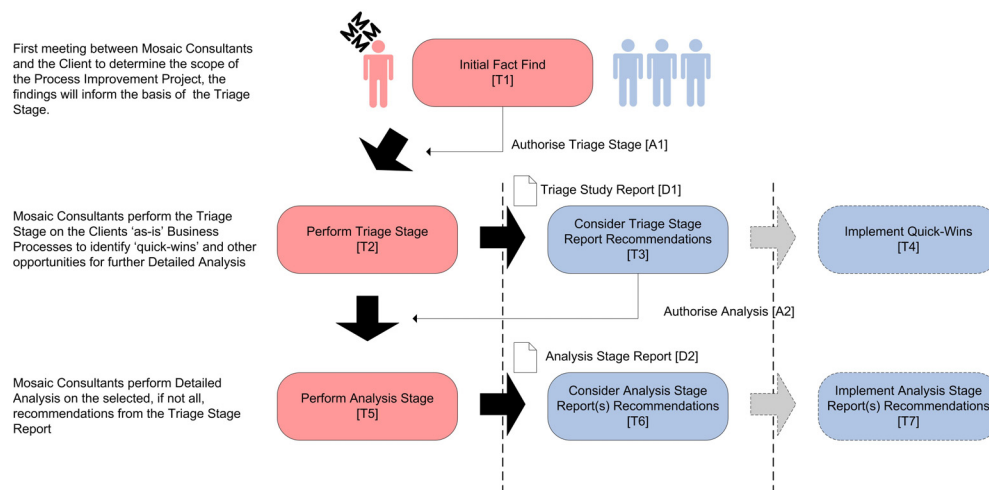 M
M
M
M
M
First meeting between Mosaic Consultants
and the Client to determine the scope of
the Process Improvement Project, the
findings will inform the basis of the Triage
Stage.
Initial Fact Find
[T1]
Authorise Triage Stage [A1]
Triage Study Report [D1]
Mosaic Consultants perform the Triage
Stage on the Clients 'as-is' Business
Processes to identify 'quick-wins' and other
opportunities for further Detailed Analysis
Perform Triage Stage
[T2]
Consider Triage Stage
Report Recommendations
[T3]
Implement Quick-Wins
[T4]
Authorise Analysis [A2]
Analysis Stage Report [D2]
Mosaic Consultants perform Detailed
Analysis on the selected, if not all,
recommendations from the Triage Stage
Report
Perform Analysis Stage
[T5]
Consider Analysis Stage
Report(s) Recommendations
[T6]
Implement Analysis Stage
Report(s) Recommendations
[T7]